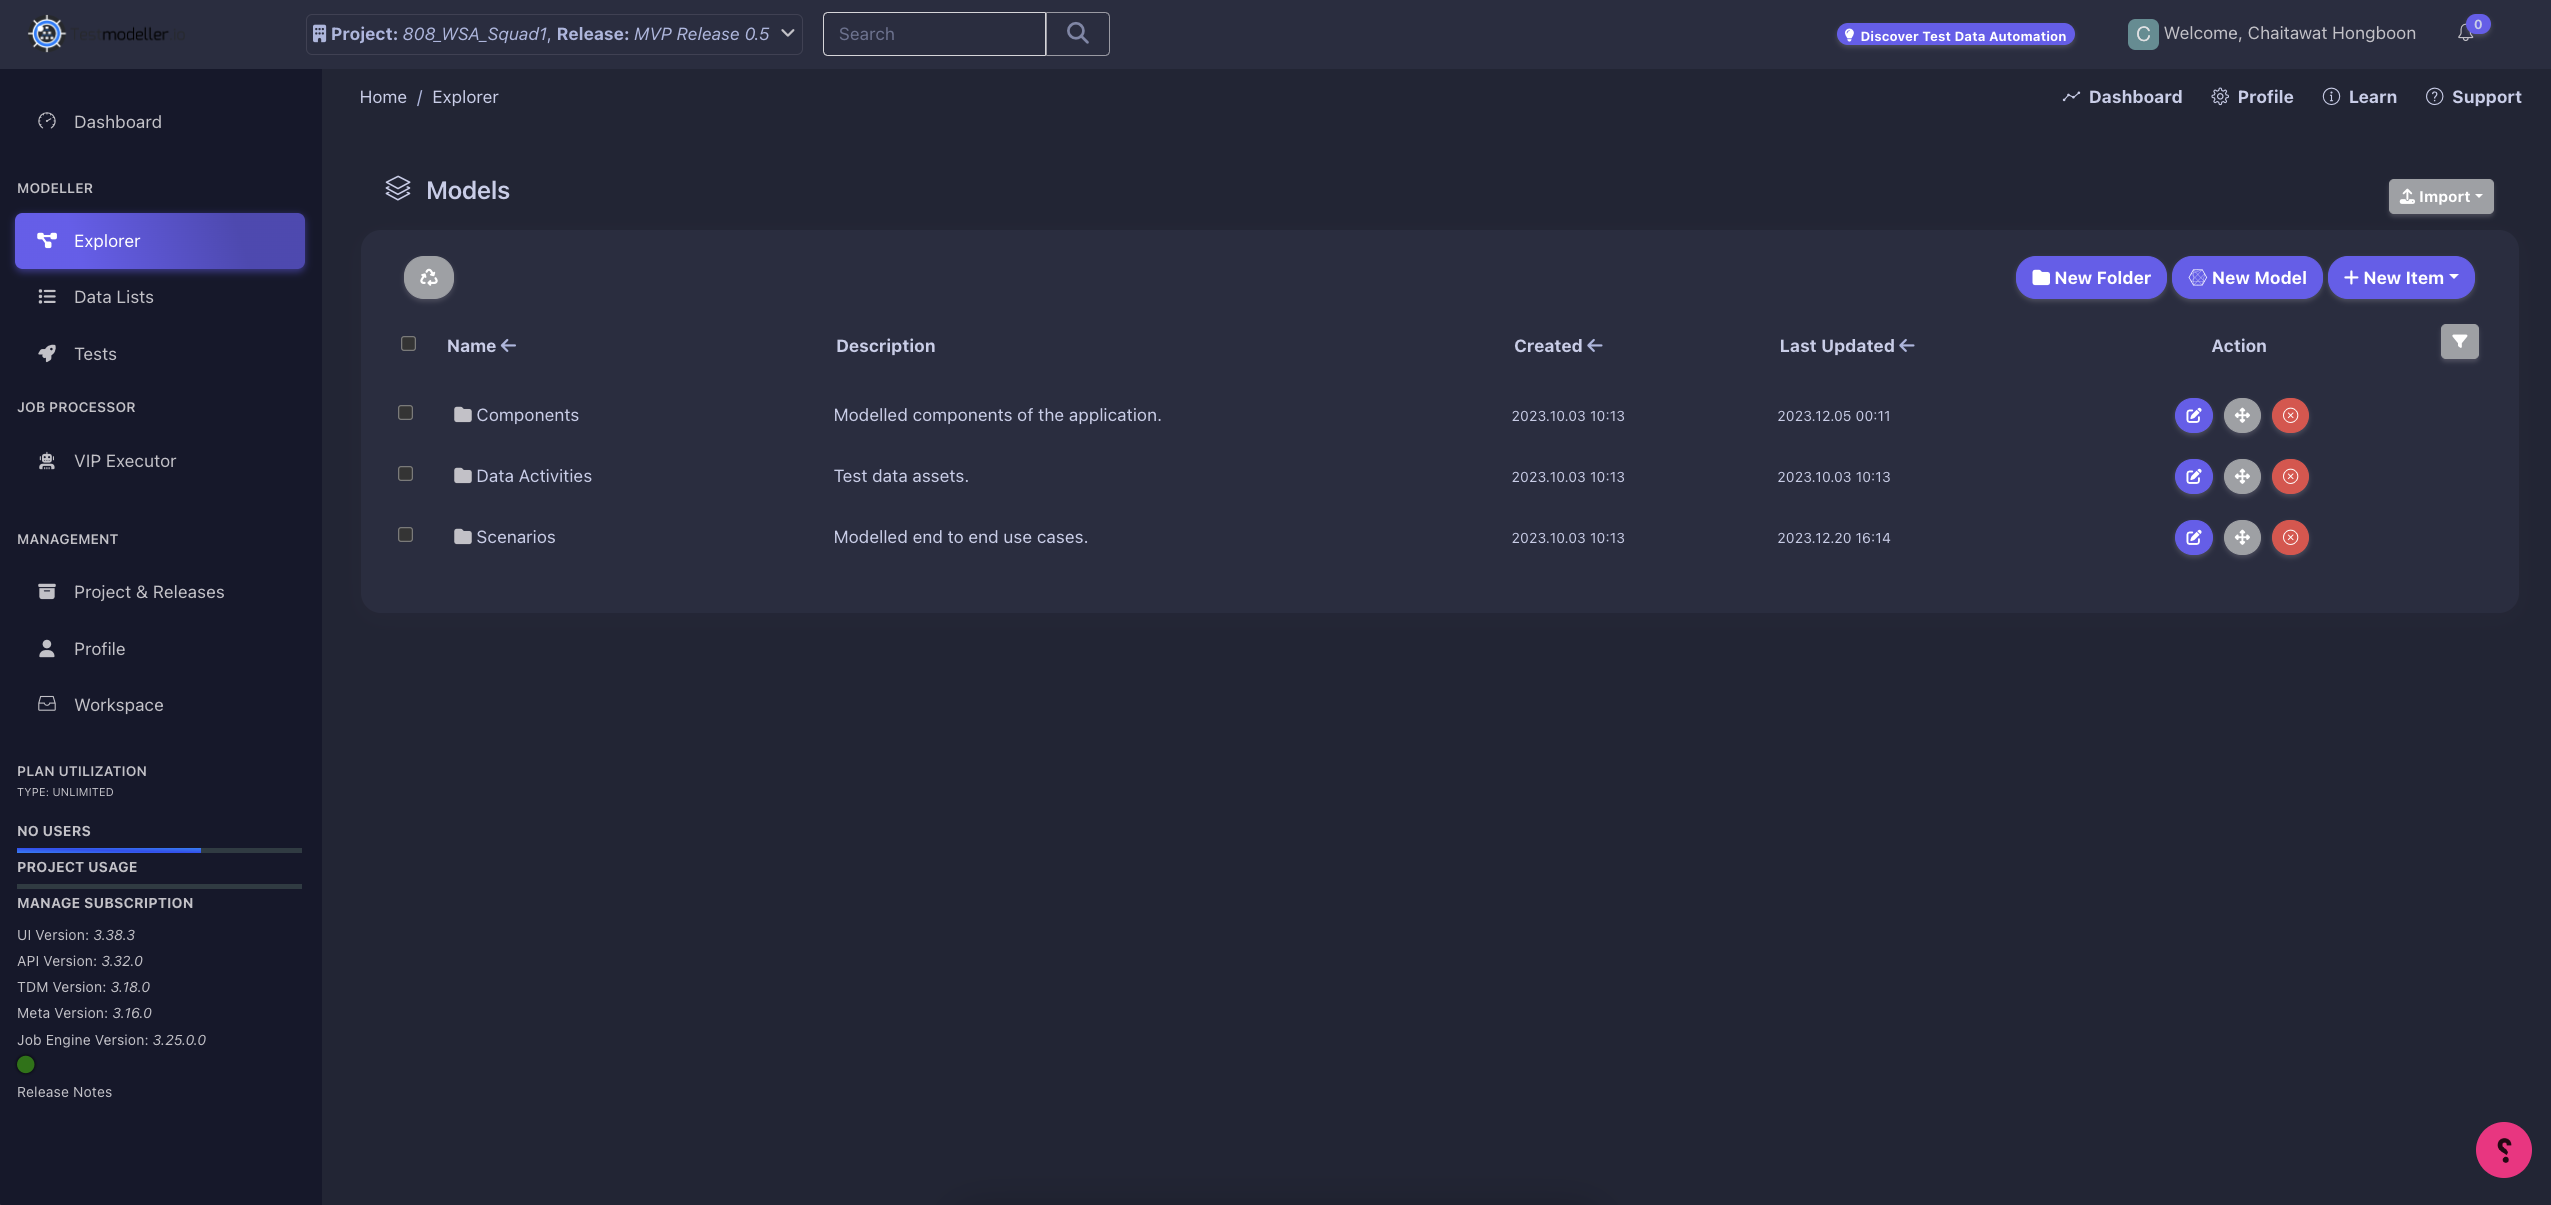 Testmodeller.io
Project: 808_WSA_Squad1, Release: MVP Release 0.5
Search
Discover Test Data Automation
C
Welcome, Chaitawat Hongboon
0
Home / Explorer
Dashboard
Profile
Learn
Support
Dashboard
MODELLER
Explorer
Data Lists
Tests
JOB PROCESSOR
VIP Executor
MANAGEMENT
Project & Releases
Profile
Workspace
PLAN UTILIZATION
TYPE: UNLIMITED
NO USERS
PROJECT USAGE
MANAGE SUBSCRIPTION
UI Version: 3.38.3
API Version: 3.32.0
TDM Version: 3.18.0
Meta Version: 3.16.0
Job Engine Version: 3.25.0.0
Release Notes
Models
Import
New Folder
New Model
New Item
Name Description Created Last Updated Action
Components Modelled components of the application. 2023.10.03 10:13 2023.12.05 00:11
Data Activities Test data assets. 2023.10.03 10:13 2023.10.03 10:13
Scenarios Modelled end to end use cases. 2023.10.03 10:13 2023.12.20 16:14